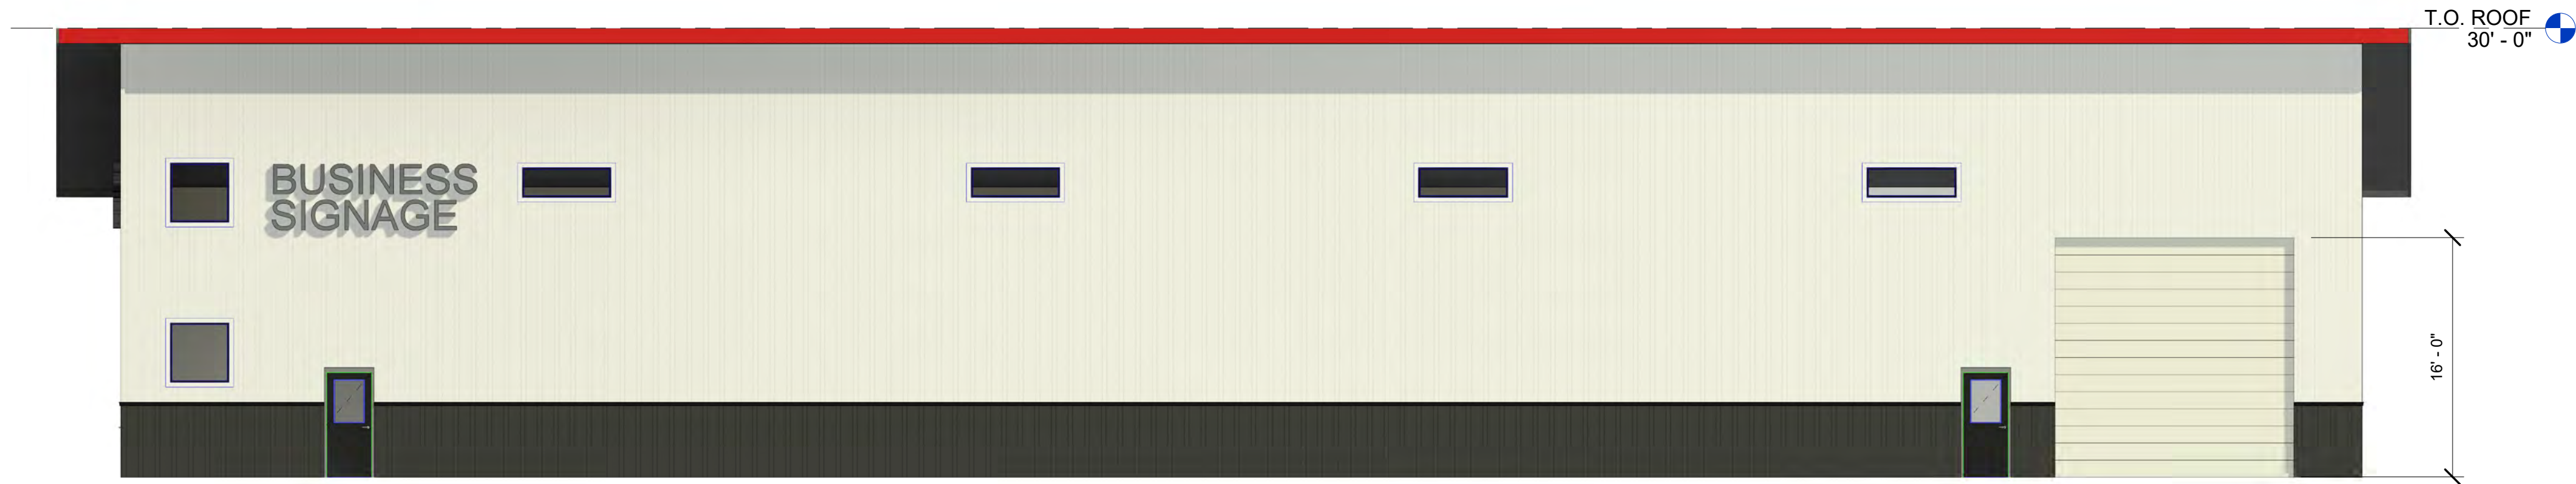 T.O. ROOF
30' - 0"
BUSINESS
SIGNAGE
16' - 0"